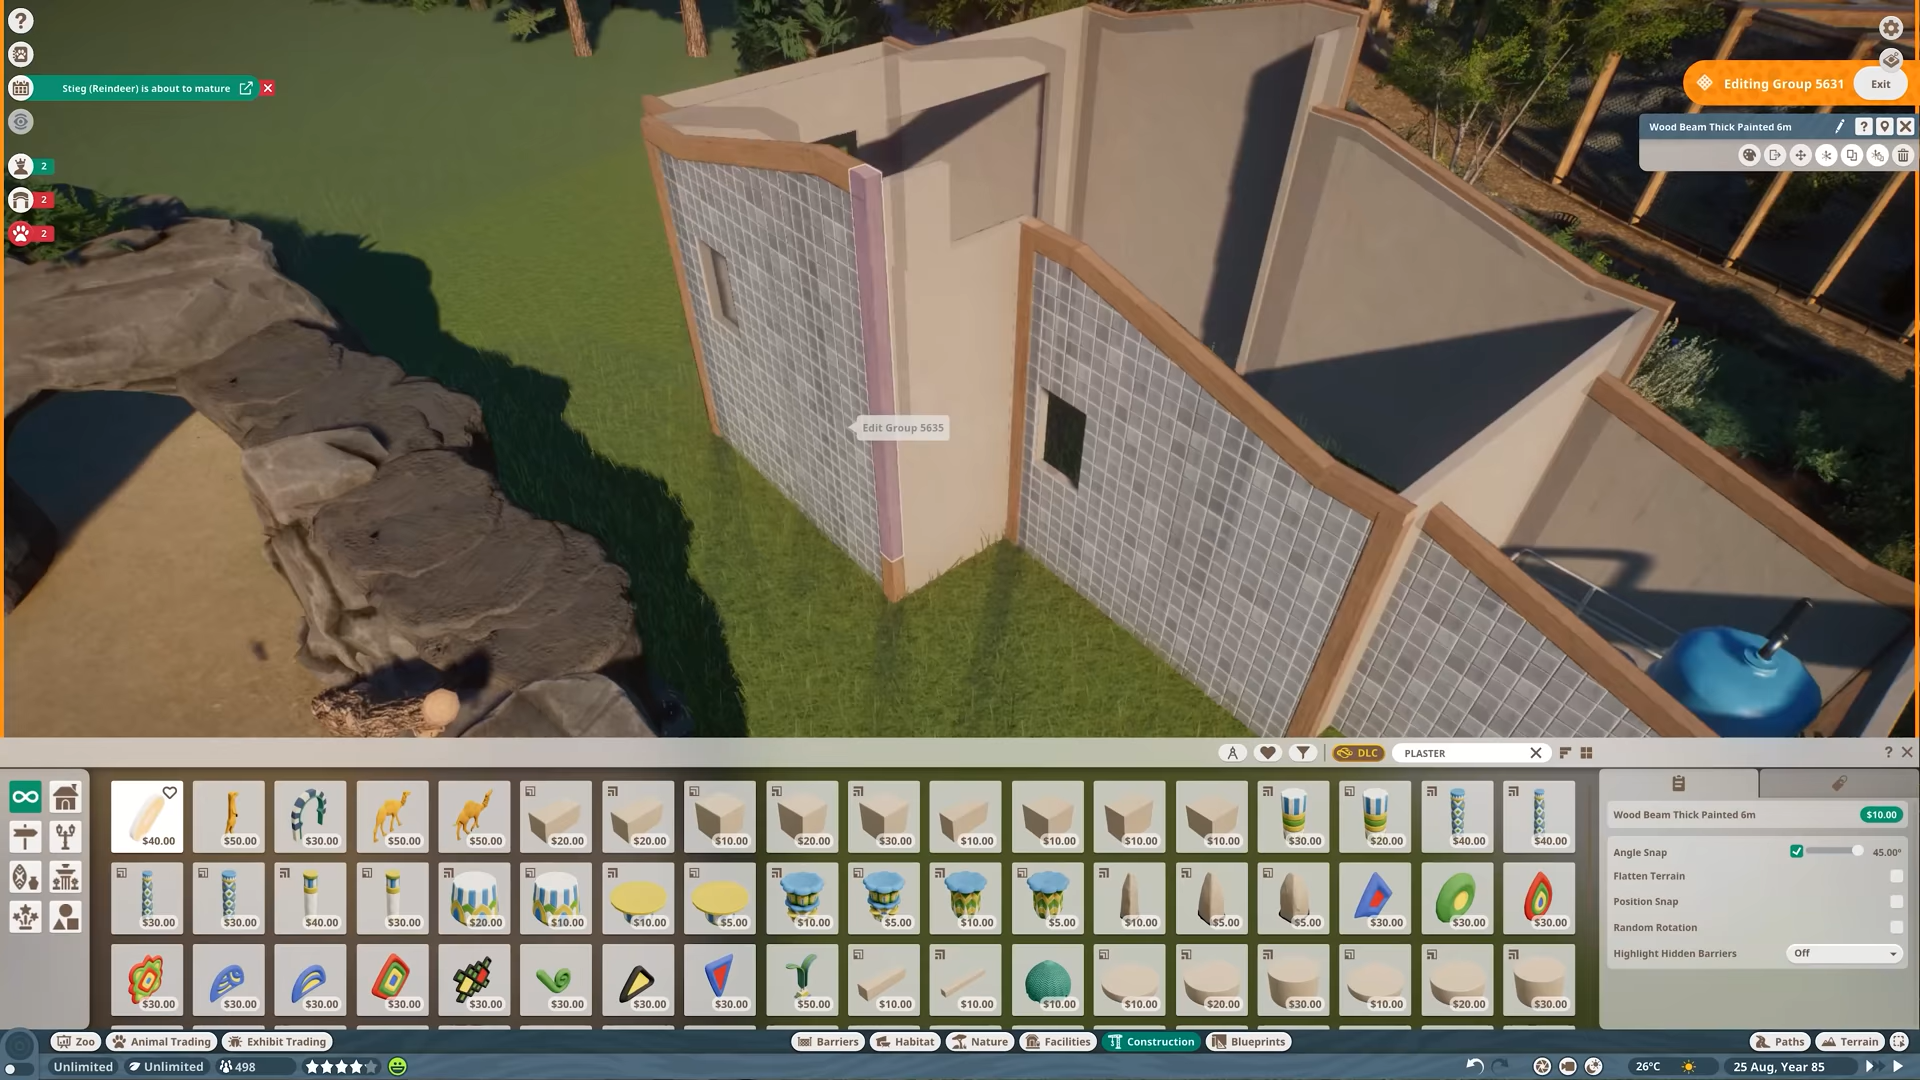 ?
Stieg (Reindeer) is about to mature
Editing Group 5631
Exit
Wood Beam Thick Painted 6m
?
2
2
2
Edit Group 5635
DLC
PLASTER
?
$40.00 $50.00 $30.00 $50.00 $50.00 $20.00 $20.00 $10.00 $20.00 $30.00 $10.00 $10.00 $10.00 $10.00 $30.00 $20.00 $40.00 $40.00
$30.00 $30.00 $40.00 $30.00 $20.00 $10.00 $10.00 $5.00 $10.00 $5.00 $10.00 $5.00 $10.00 $5.00 $5.00 $30.00 $30.00 $30.00
$30.00 $30.00 $30.00 $30.00 $30.00 $30.00 $30.00 $30.00 $50.00 $10.00 $10.00 $10.00 $10.00 $20.00 $30.00 $10.00 $20.00 $30.00
Wood Beam Thick Painted 6m $10.00
Angle Snap 45.00°
Flatten Terrain
Position Snap
Random Rotation
Highlight Hidden Barriers Off
Zoo Animal Trading Exhibit Trading Barriers Habitat Nature Facilities Construction Blueprints Paths Terrain
Unlimited Unlimited 498 26°C 25 Aug, Year 85